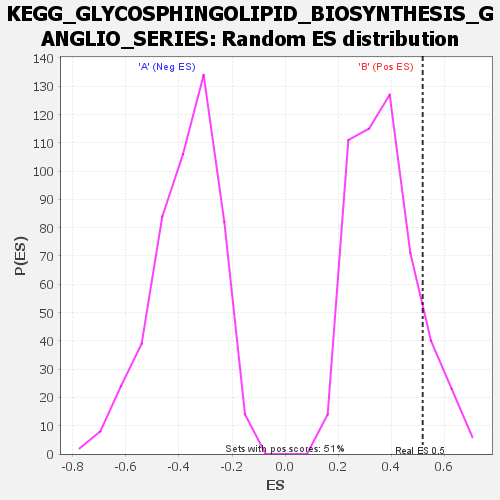 KEGG_GLYCOSPHINGOLIPID_BIOSYNTHESIS_G
ANGLIO_SERIES: Random ES distribution
'A' (Neg ES)
'B' (Pos ES)
140
130
120
110
100
90
80
70
60
50
40
30
20
10
0
P(ES)
Sets with pos scores: 51%
Real ES 0.5
-0.8
-0.6
-0.4
-0.2
0.0
0.2
0.4
0.6
ES